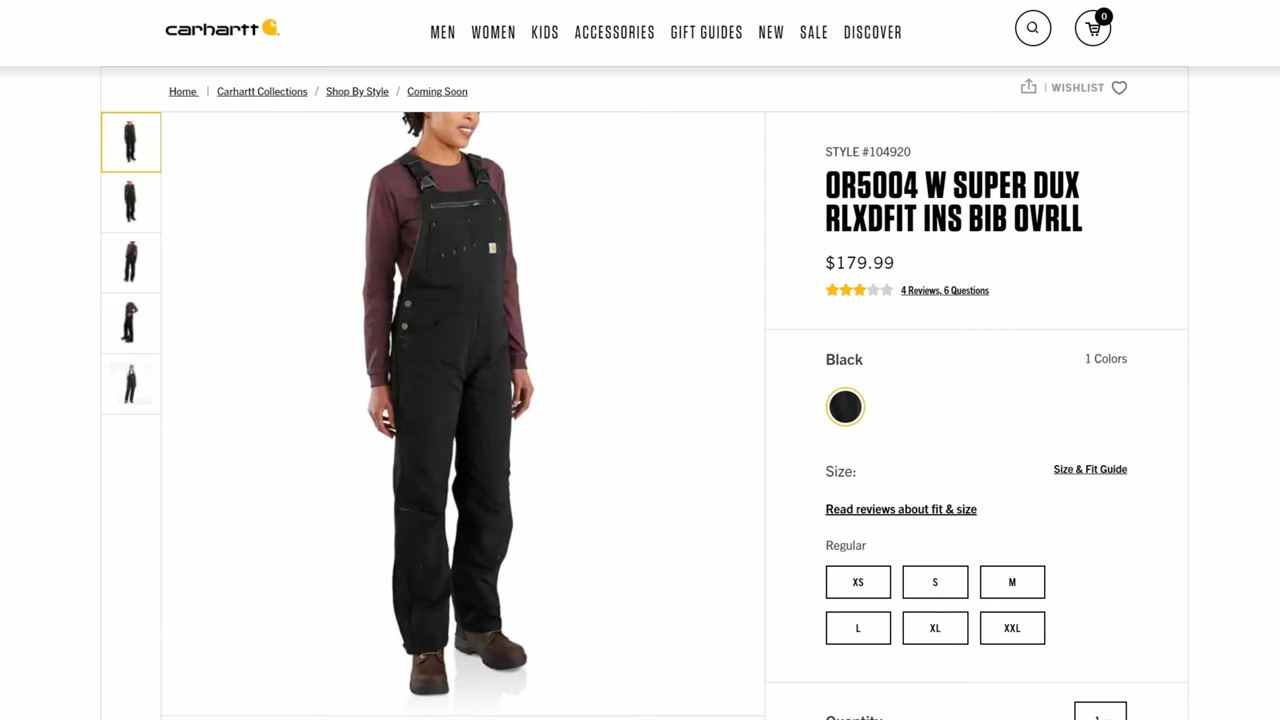 carhartt
MEN WOMEN KIDS ACCESSORIES GIFT GUIDES NEW SALE DISCOVER
0
Home | Carhartt Collections / Shop By Style / Coming Soon
| WISHLIST
STYLE #104920
OR5004 W SUPER DUX
RLXDFIT INS BIB OVRLL
$179.99
4 Reviews, 6 Questions
Black
1 Colors
Size:
Size & Fit Guide
Read reviews about fit & size
Regular
XS S M
L XL XXL